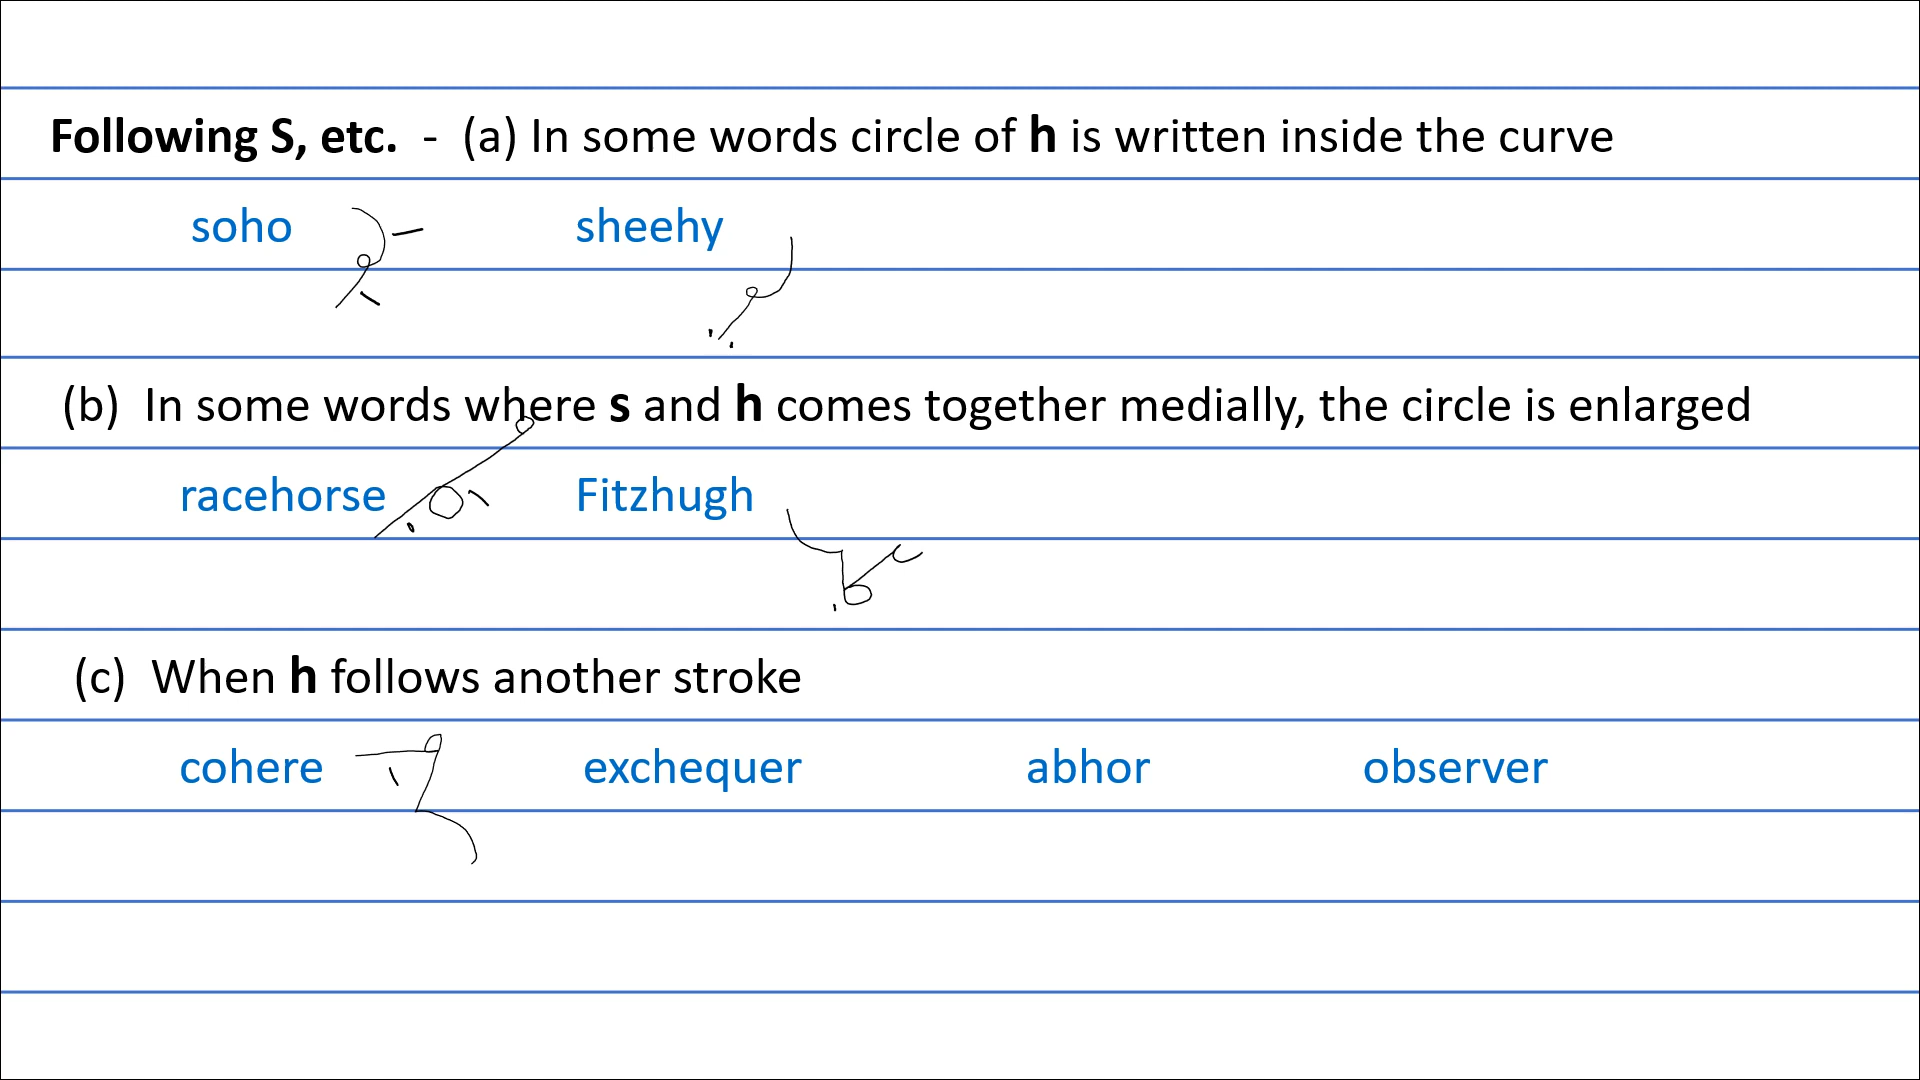 Following S, etc. - (a) In some words circle of h is written inside the curve
soho sheehy
(b) In some words where s and h comes together medially, the circle is enlarged
racehorse Fitzhugh
(c) When h follows another stroke
cohere exchequer abhor observer